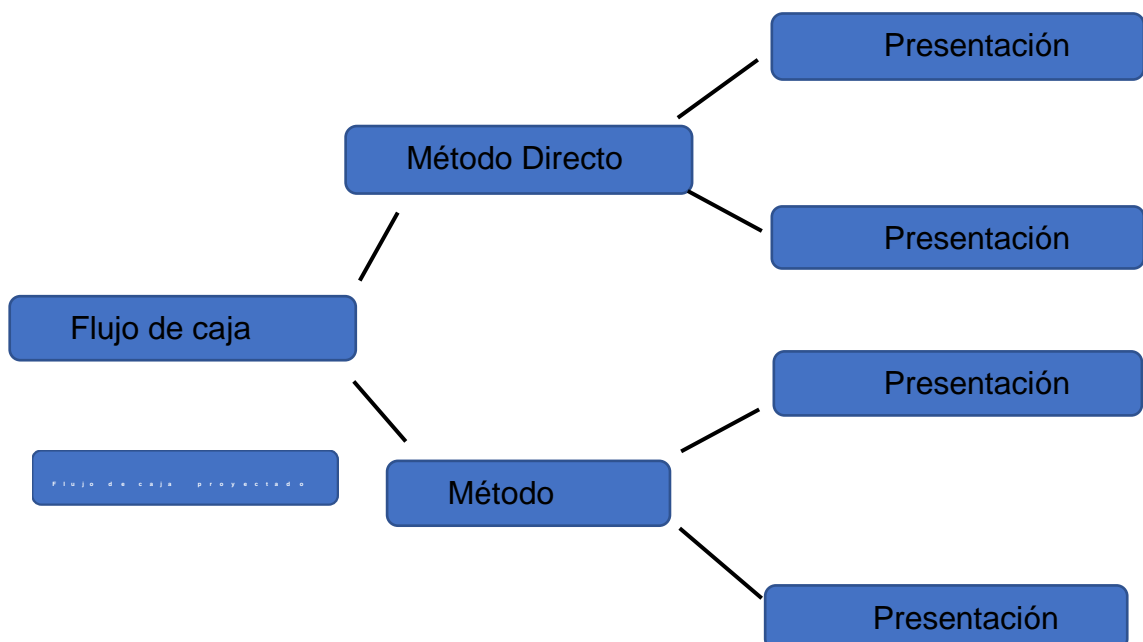 Presentación
Método Directo
Presentación
Flujo de caja
Presentación
Flujo de caja proyectado
Método
Presentación